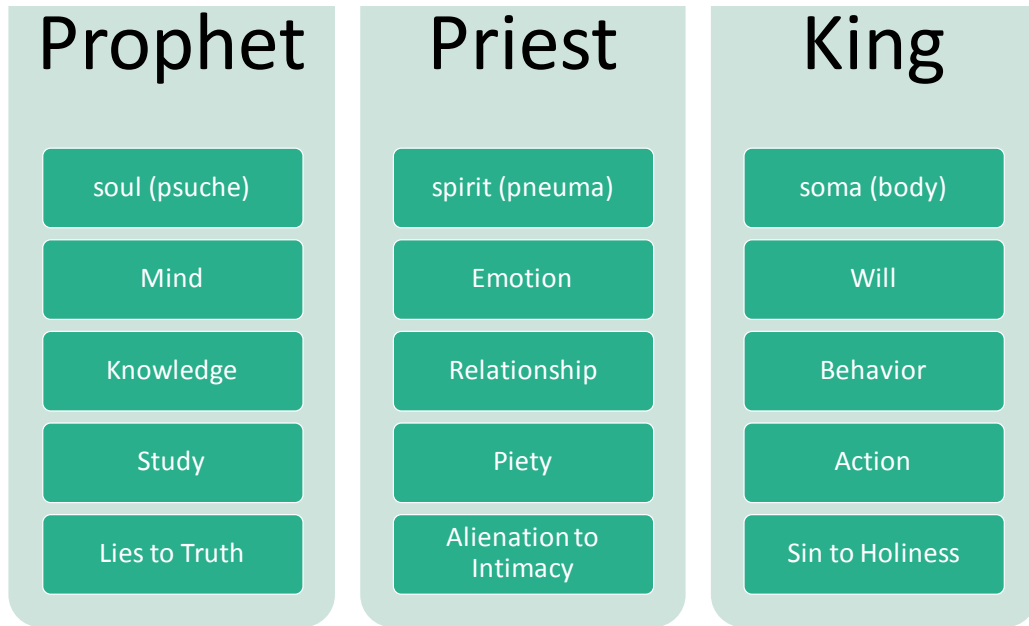 Prophet
soul (psuche)
Mind
Knowledge
Study
Lies to Truth
Priest
spirit (pneuma)
Emotion
Relationship
Piety
Alienation to
Intimacy
King
soma (body)
Will
Behavior
Action
Sin to Holiness